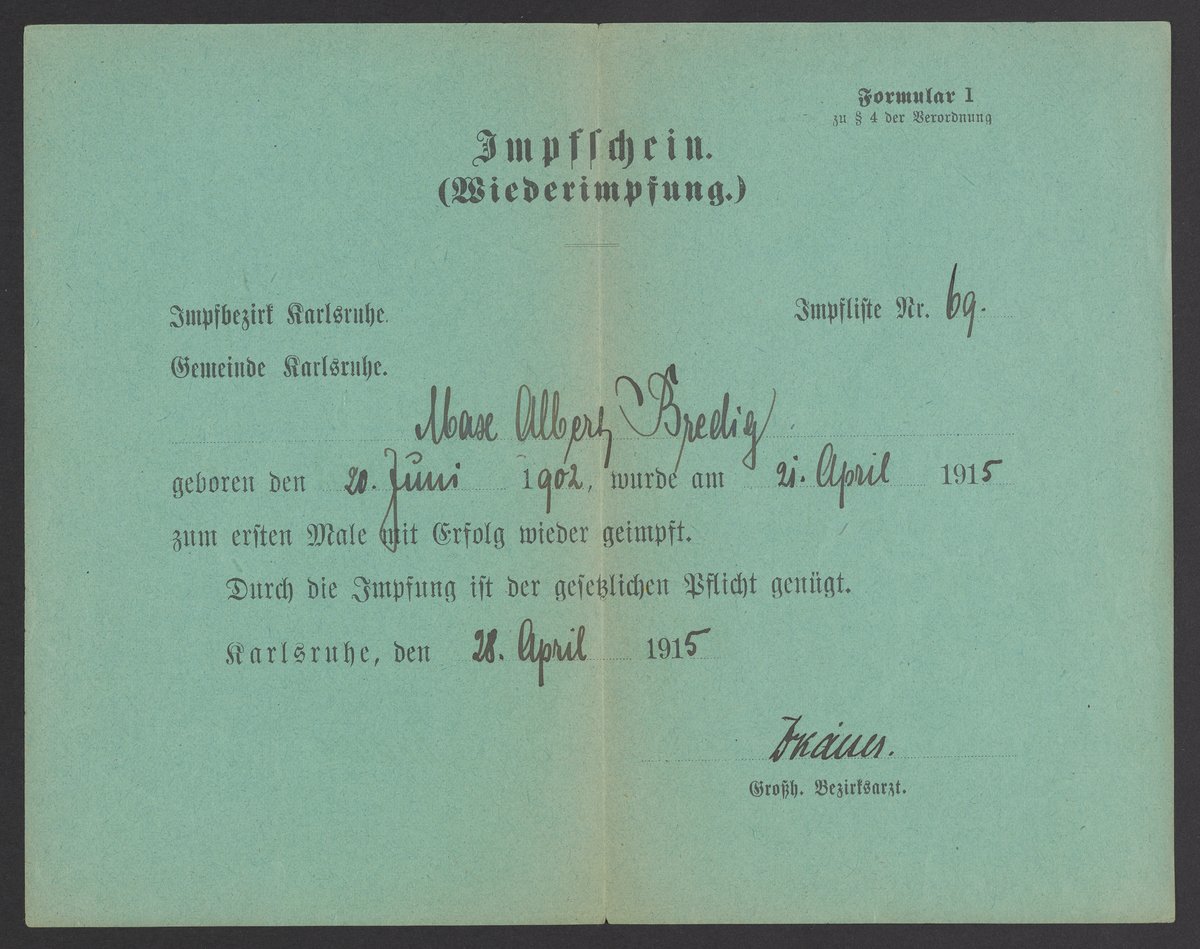 Formular 1
zu § 4 der Verordnung
Impfschein.
(Wiederimpfung.)
Impfbezirk Karlsruhe.
Impfliste Nr. 69.
Gemeinde Karlsruhe.
Max Albert Bredig
geboren den 20. Juni 1902, wurde am 21. April 1915
zum ersten Male mit Erfolg wieder geimpft.
Durch die Impfung ist der gesetzlichen Pflicht genügt.
Karlsruhe, den 28. April 1915
Großh. Bezirksarzt.